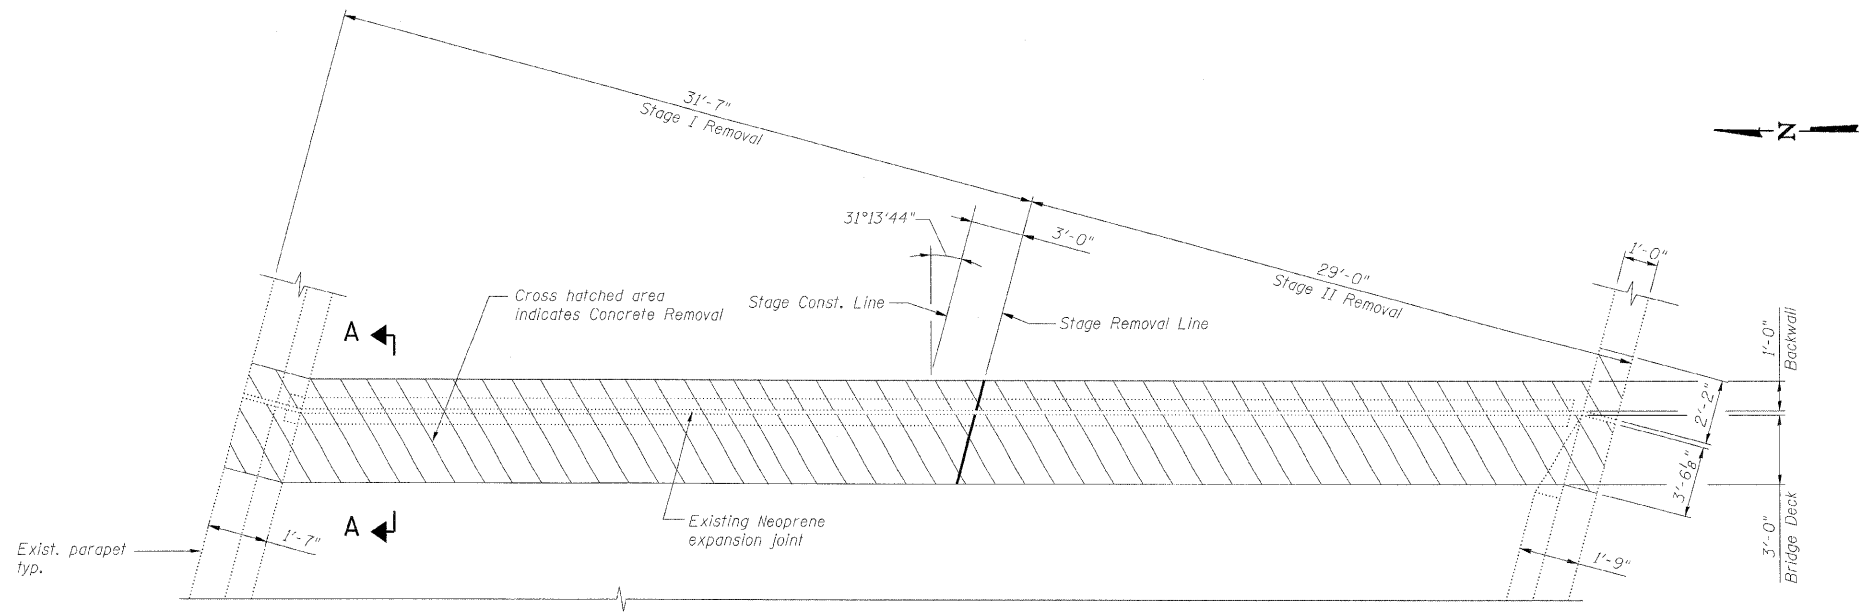 31'-7"
Stage I Removal
N
31°13'44"
3'-0"
29'-0"
Stage II Removal
1'-0"
Cross hatched area
indicates Concrete Removal
Stage Const. Line
Stage Removal Line
A
1'-0"
Backwall
2'-2"
3'-6 1/8"
3'-0"
Bridge Deck
A
Existing Neoprene
expansion joint
Exist. parapet
typ.
1'-7"
1'-9"